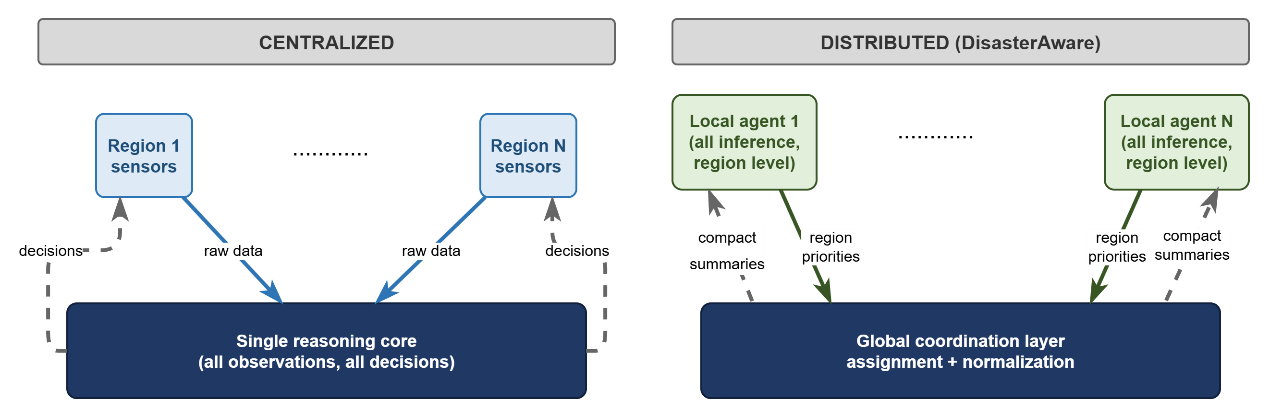 CENTRALIZED
Region 1
sensors
............
Region N
sensors
decisions
raw data
raw data
decisions
Single reasoning core
(all observations, all decisions)
DISTRIBUTED (DisasterAware)
Local agent 1
(all inference,
region level)
............
Local agent N
(all inference,
region level)
compact
summaries
region
priorities
region
priorities
compact
summaries
Global coordination layer
assignment + normalization